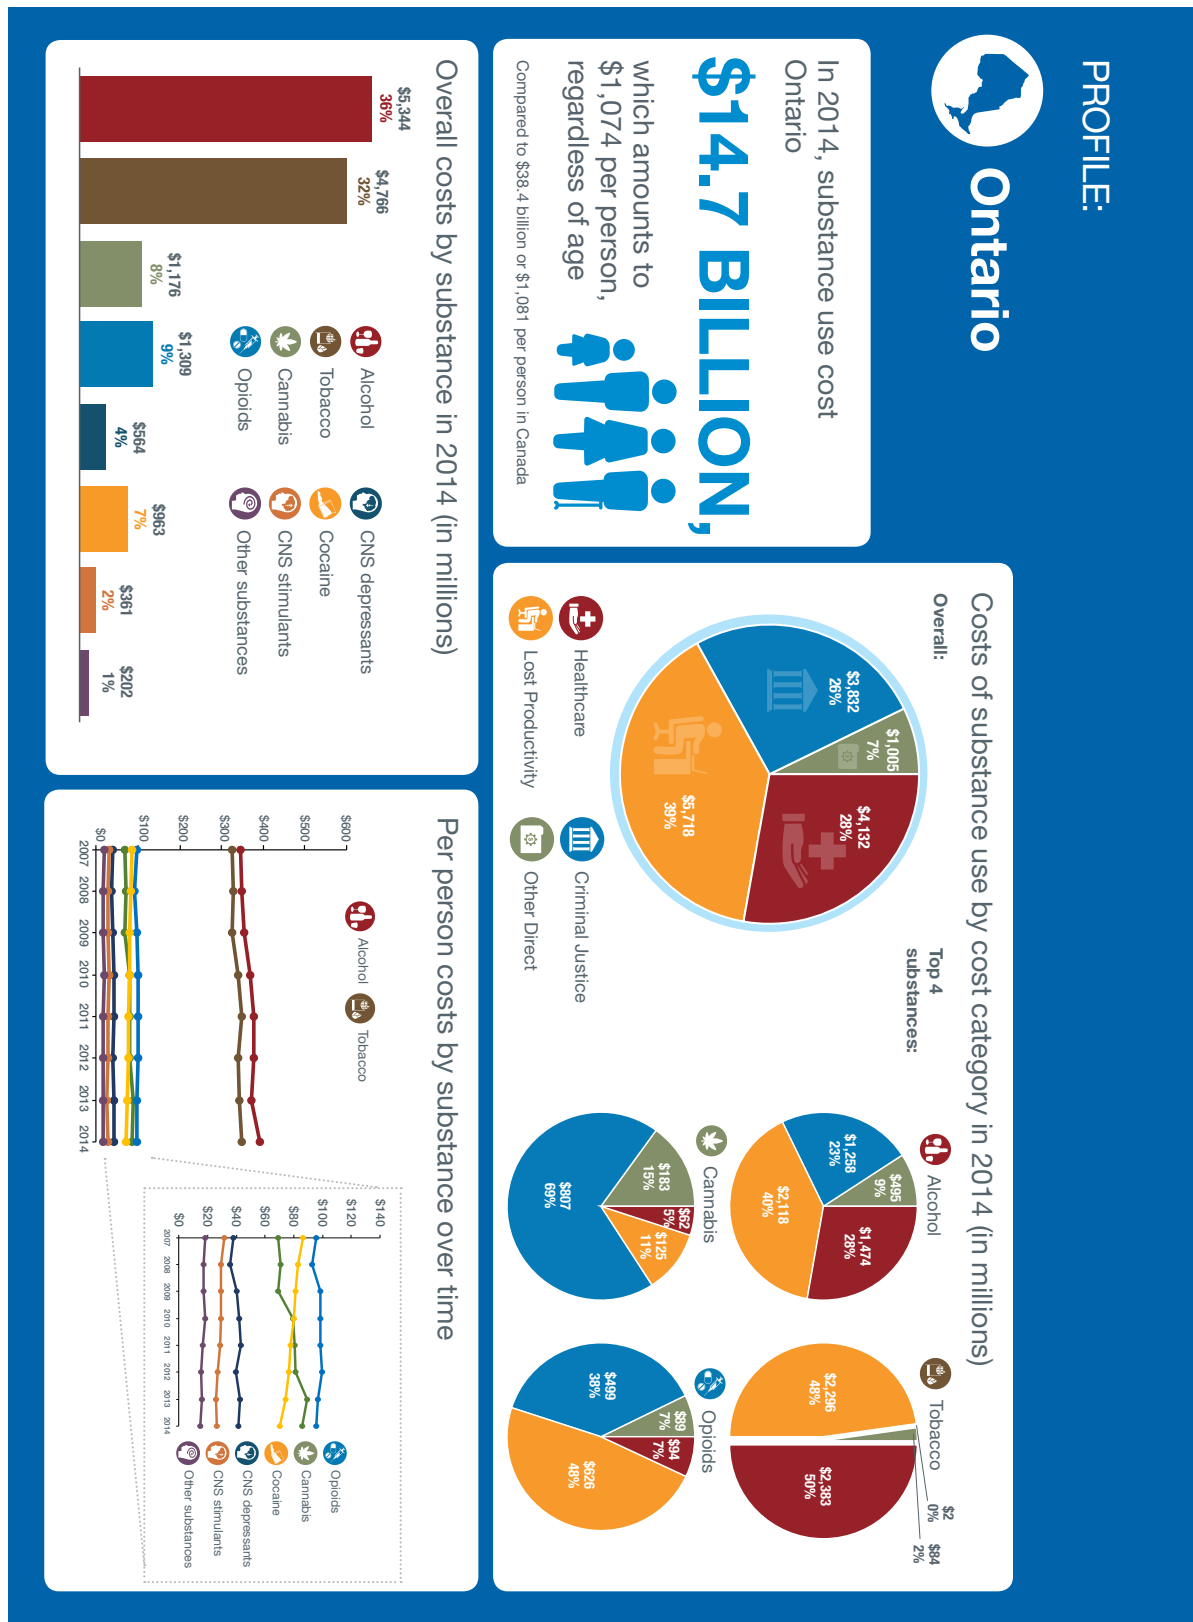 PROFILE:
Ontario
In 2014, substance use cost
Ontario
$14.7 BILLION,
which amounts to
$1,074 per person,
regardless of age
Compared to $38.4 billion or $1,081 per person in Canada
Costs of substance use by cost category in 2014 (in millions)
Overall:
$3,832
26%
$1,005
7%
$4,132
28%
$5,718
39%
Healthcare
Lost Productivity
Criminal Justice
Other Direct
Top 4
substances:
Alcohol
$1,258
23%
$495
9%
$1,474
28%
$2,118
40%
Tobacco
$2,296
48%
$2
0%
$84
2%
$2,383
50%
Cannabis
$807
69%
$183
15%
$62
5%
$125
11%
Opioids
$499
38%
$89
7%
$94
7%
$626
48%
Overall costs by substance in 2014 (in millions)
$5,344
36%
$4,766
32%
$1,176
8%
$1,309
9%
$564
4%
$963
7%
$361
2%
$202
1%
Alcohol
Tobacco
Cannabis
Opioids
CNS depressants
Cocaine
CNS stimulants
Other substances
Per person costs by substance over time
Alcohol
Tobacco
$600
$500
$400
$300
$200
$100
$0
2007 2008 2009 2010 2011 2012 2013 2014
$140
$120
$100
$80
$60
$40
$20
$0
2007 2008 2009 2010 2011 2012 2013 2014
Opioids
Cannabis
Cocaine
CNS depressants
CNS stimulants
Other substances